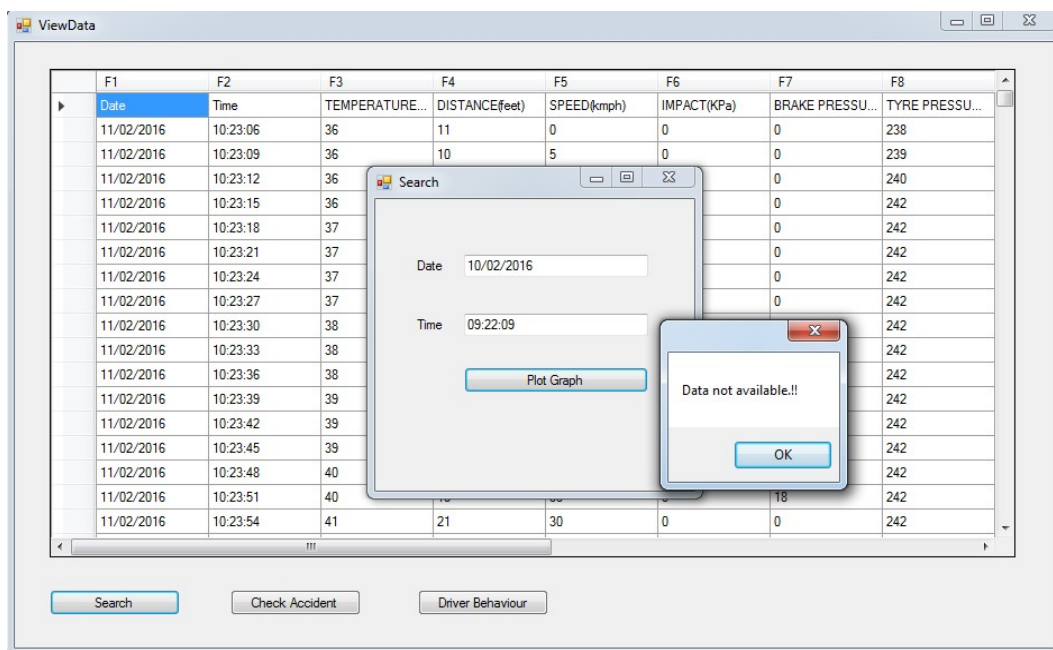 ViewData
F1 F2 F3 F4 F5 F6 F7 F8
Date Time TEMPERATURE... DISTANCE(feet) SPEED(kmph) IMPACT(KPa) BRAKE PRESSU... TYRE PRESSU...
11/02/2016 10:23:06 36 11 0 0 0 238
11/02/2016 10:23:09 36 10 5 0 0 239
11/02/2016 10:23:12 36 0 240
11/02/2016 10:23:15 36 0 242
11/02/2016 10:23:18 37 0 242
11/02/2016 10:23:21 37 0 242
11/02/2016 10:23:24 37 0 242
11/02/2016 10:23:27 37 0 242
11/02/2016 10:23:30 38 242
11/02/2016 10:23:33 38 242
11/02/2016 10:23:36 38 242
11/02/2016 10:23:39 39 242
11/02/2016 10:23:42 39 242
11/02/2016 10:23:45 39 242
11/02/2016 10:23:48 40 242
11/02/2016 10:23:51 40 18 242
11/02/2016 10:23:54 41 21 30 0 0 242
Search
Date 10/02/2016
Time 09:22:09
Plot Graph
Data not available.!!
OK
Search Check Accident Driver Behaviour